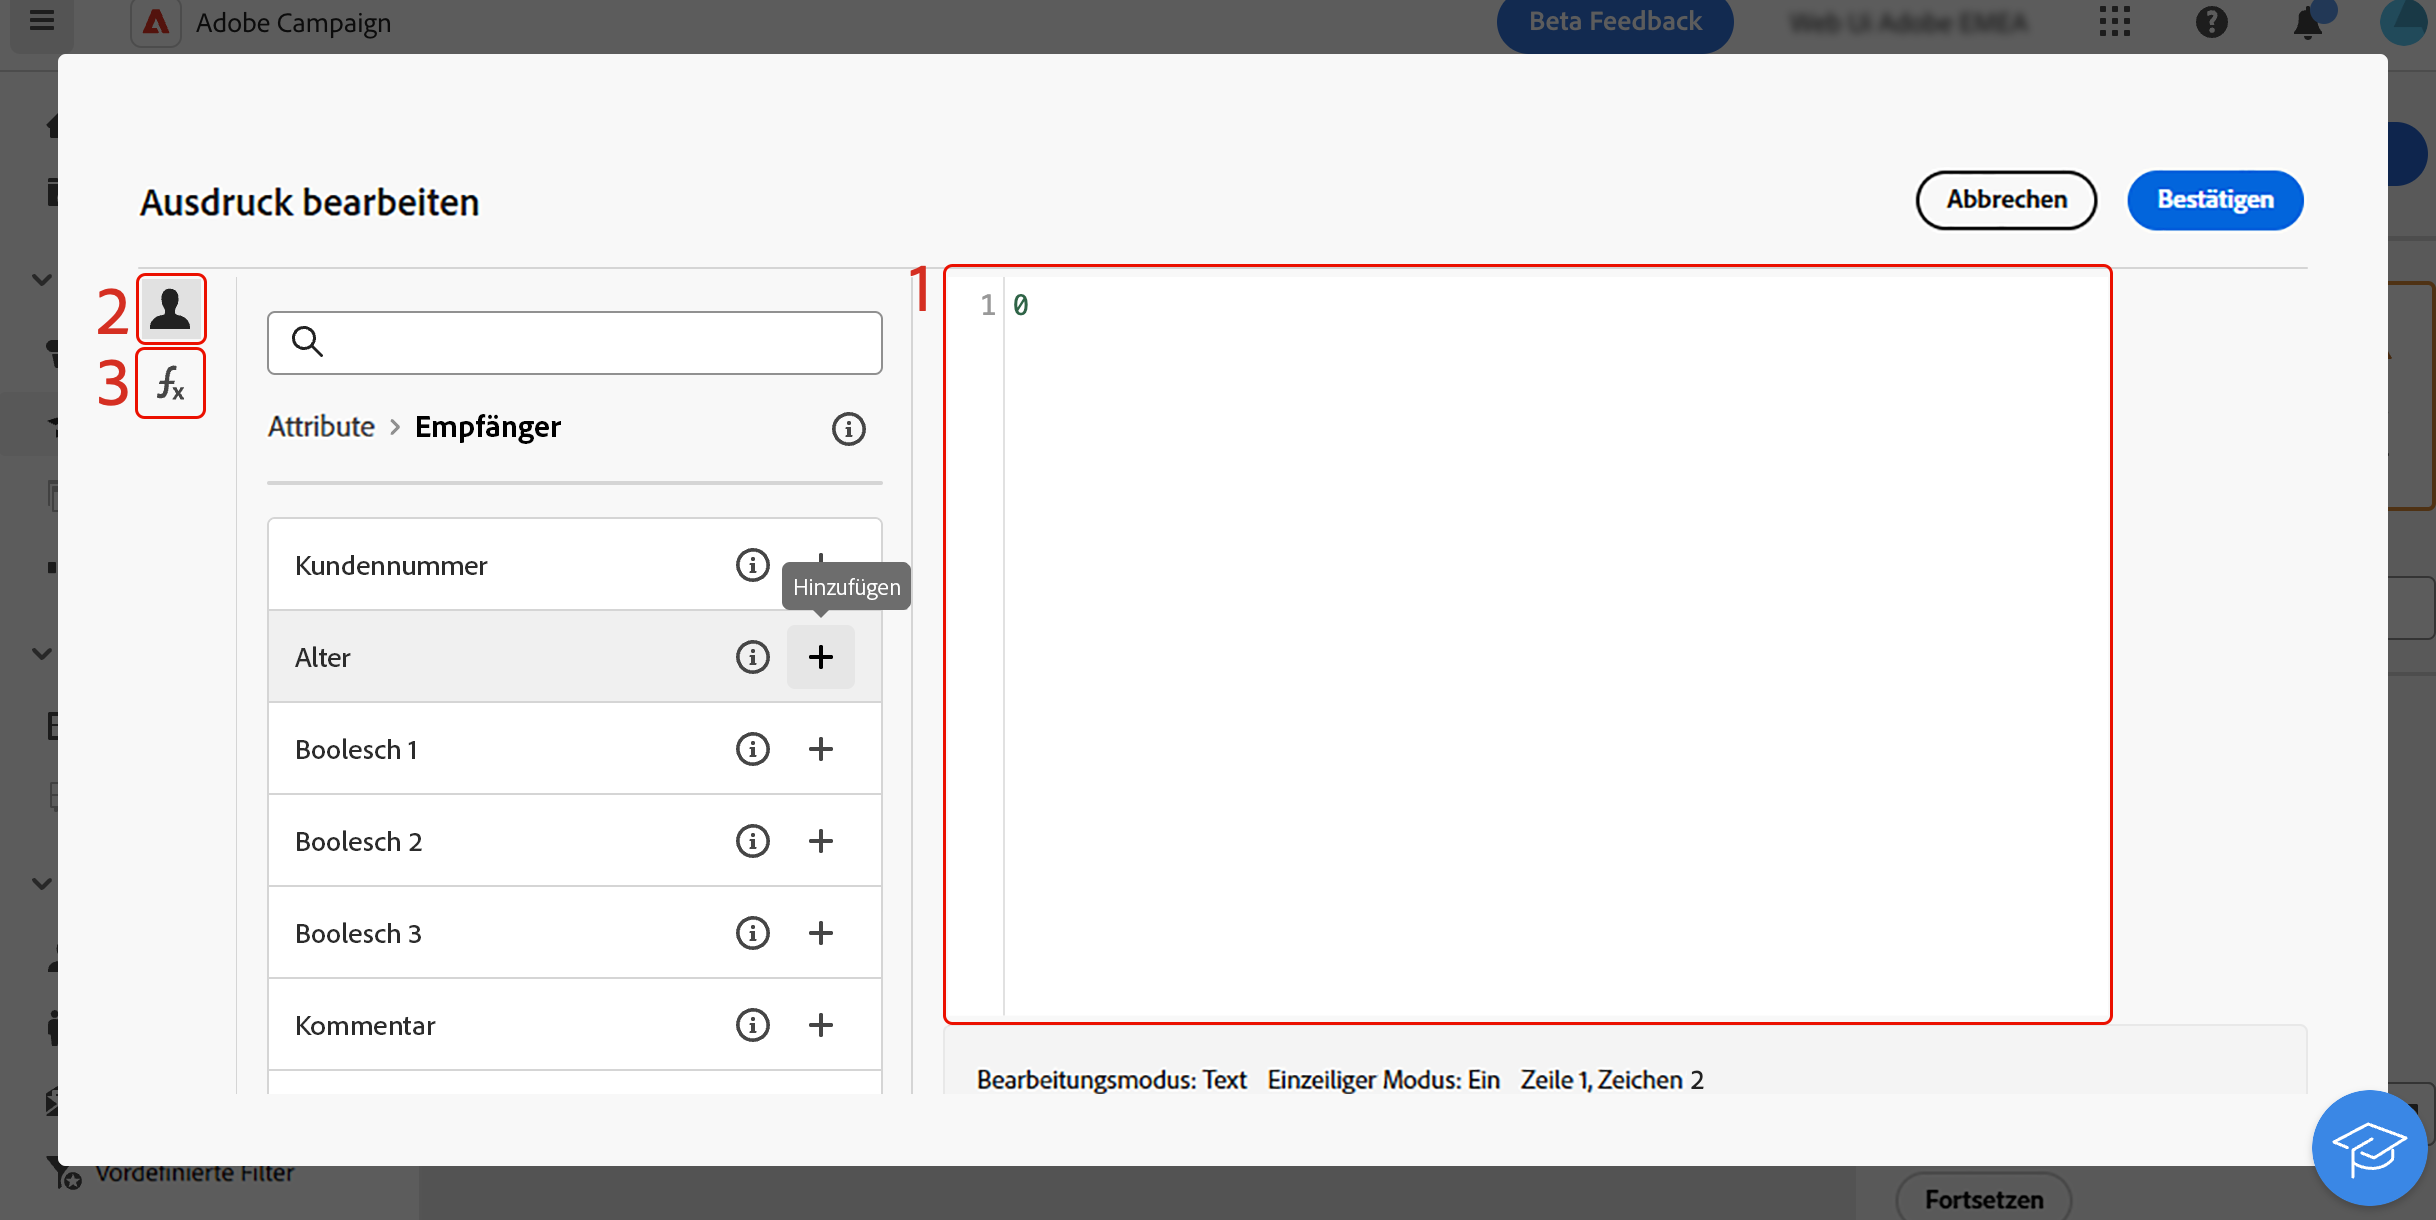 Adobe Campaign
Beta Feedback
Ausdruck bearbeiten
Abbrechen
Bestätigen
1
2
3
fx
1 0
Attribute > Empfänger
Kundennummer
Hinzufügen
Alter
Boolesch 1
Boolesch 2
Boolesch 3
Kommentar
Bearbeitungsmodus: Text Einzeiliger Modus: Ein Zeile 1, Zeichen 2
Vordefinierte Filter
Fortsetzen